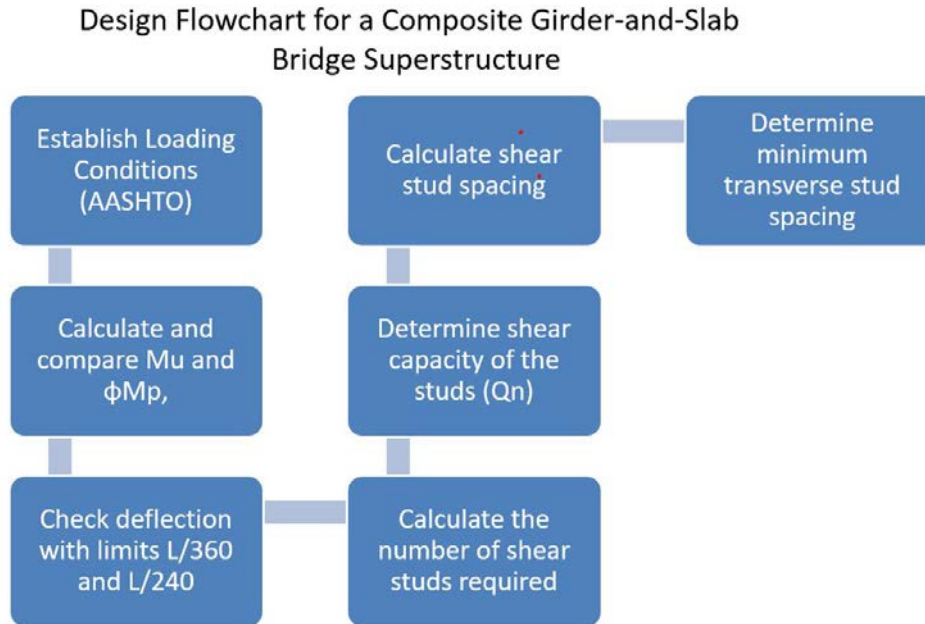 Design Flowchart for a Composite Girder-and-Slab
Bridge Superstructure
Establish Loading
Conditions
(AASHTO)
Calculate and
compare Mu and
ϕMp,
Check deflection
with limits L/360
and L/240
Calculate the
number of shear
studs required
Determine shear
capacity of the
studs (Qn)
Calculate shear
stud spacing
Determine
minimum
transverse stud
spacing